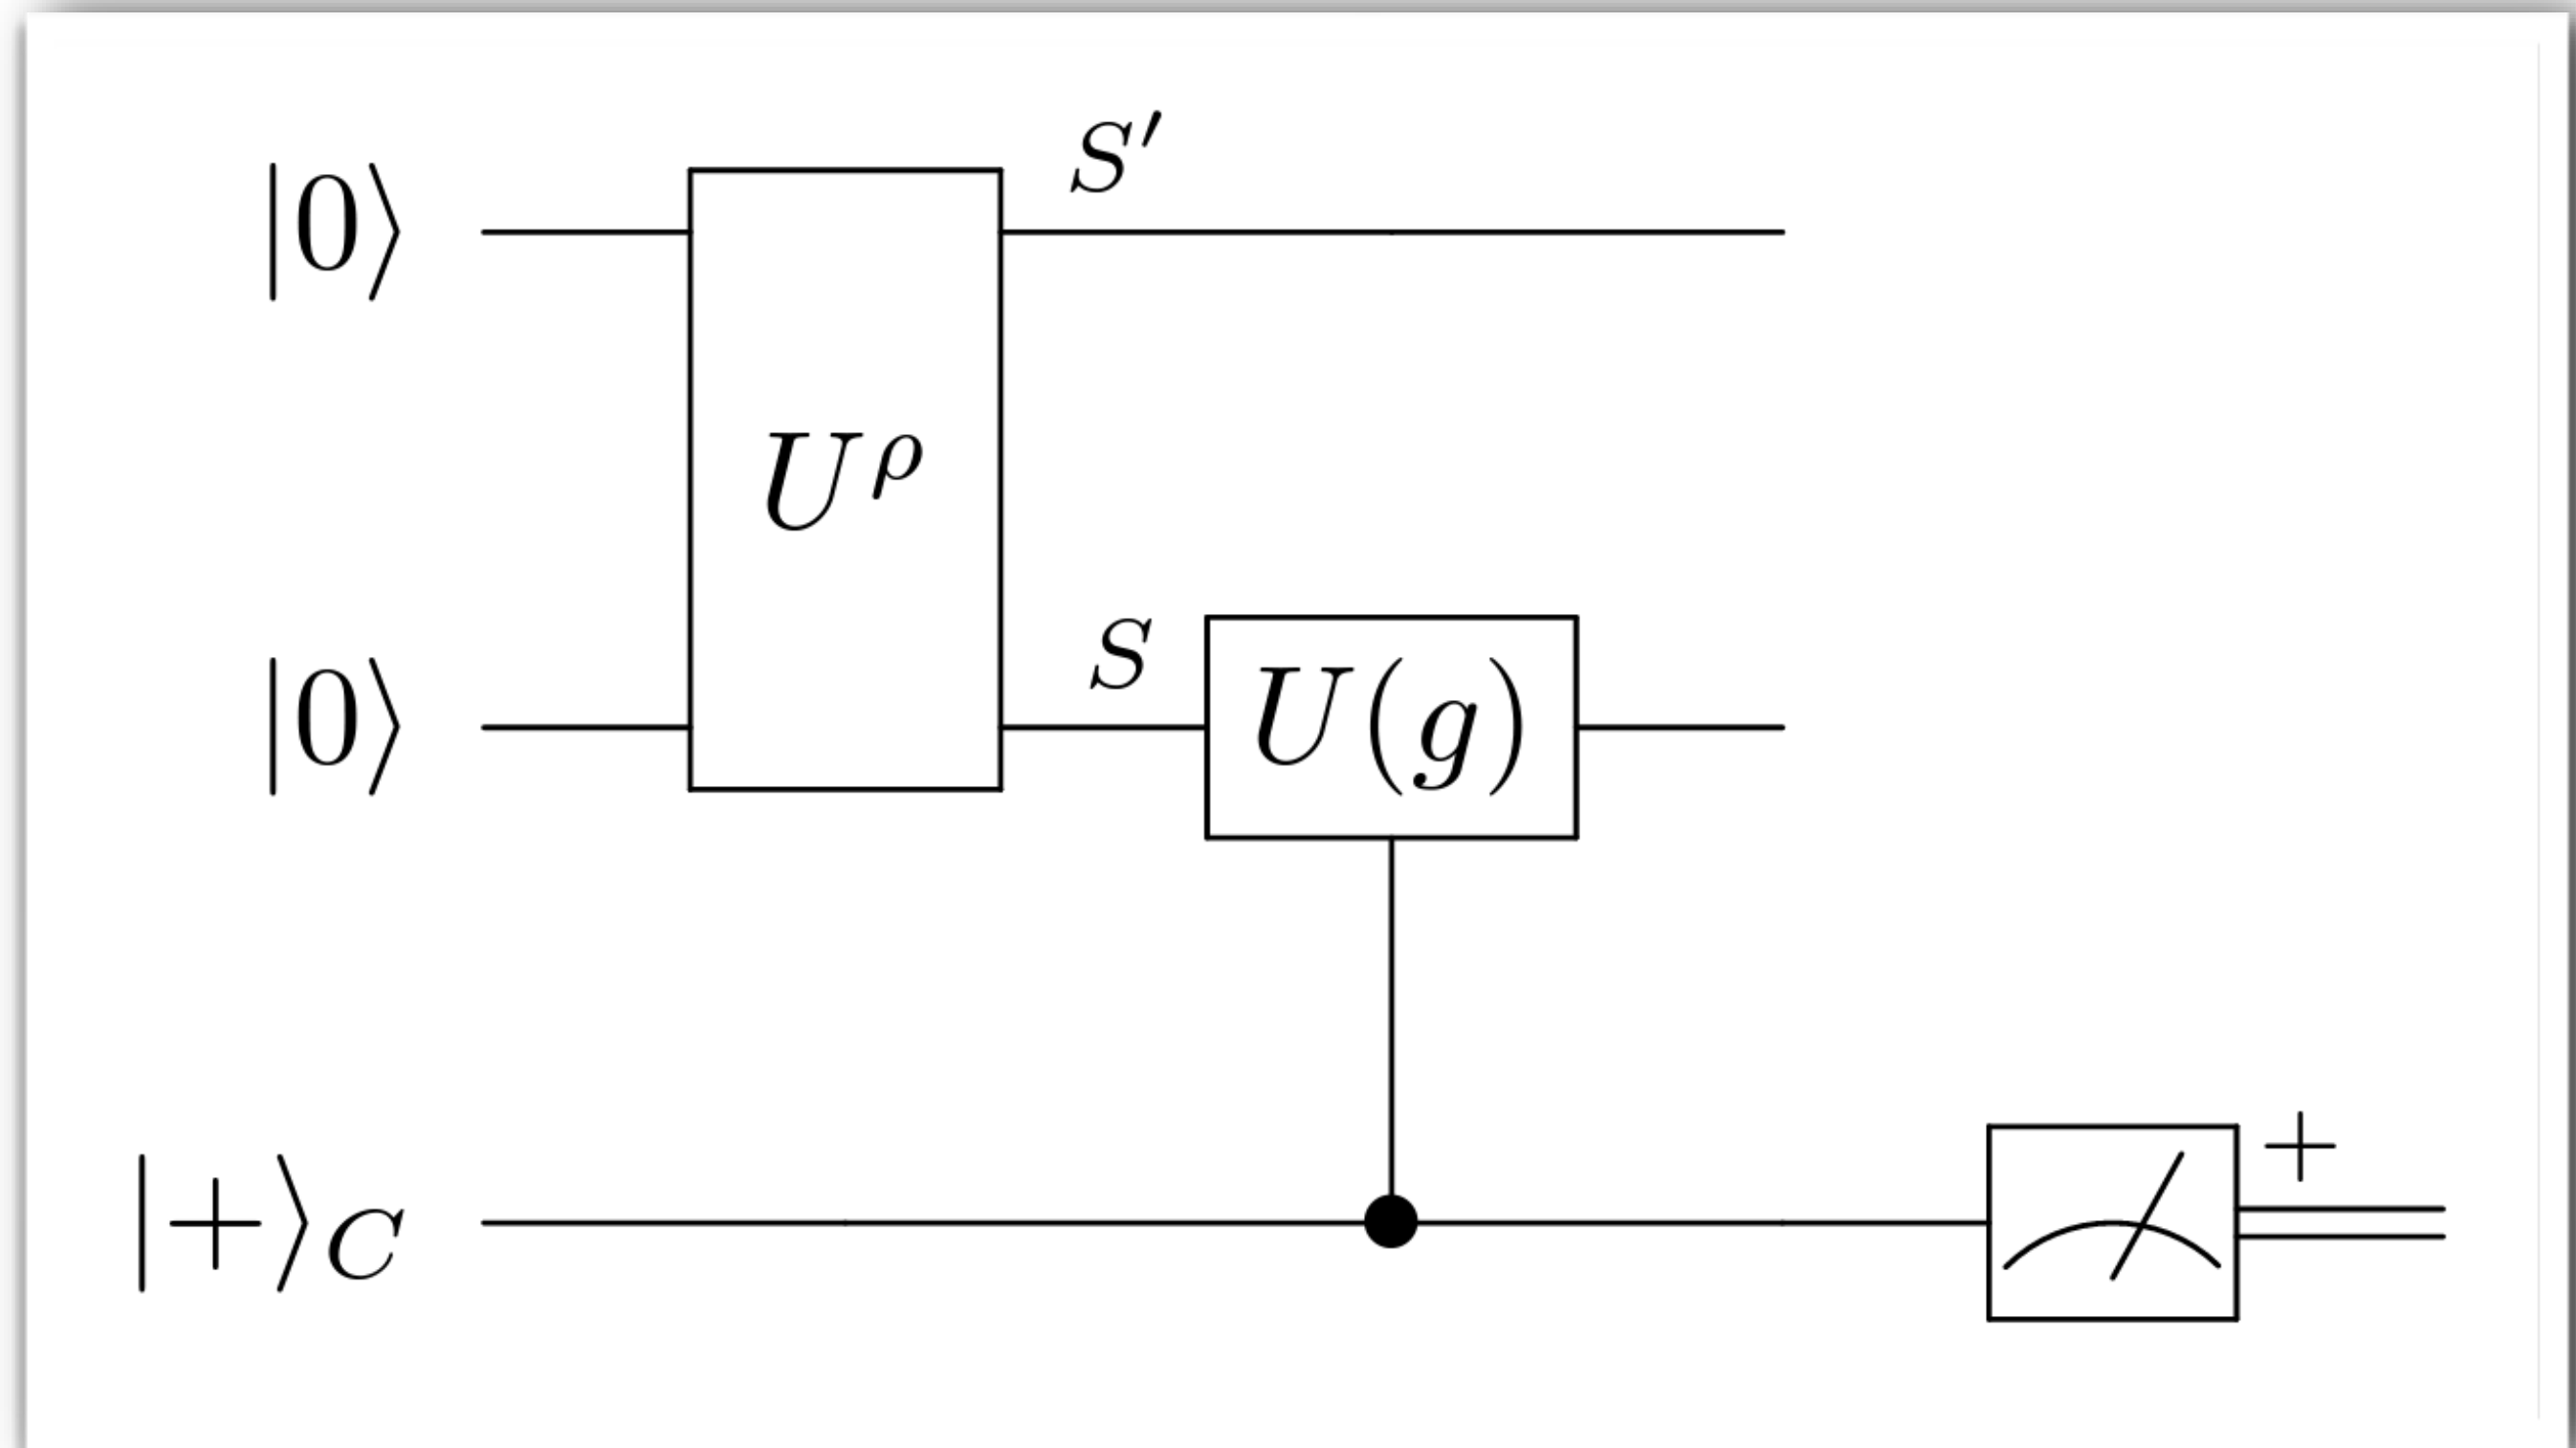 |0⟩
S′
U^ρ
|0⟩
S
U(g)
|+⟩_C
+